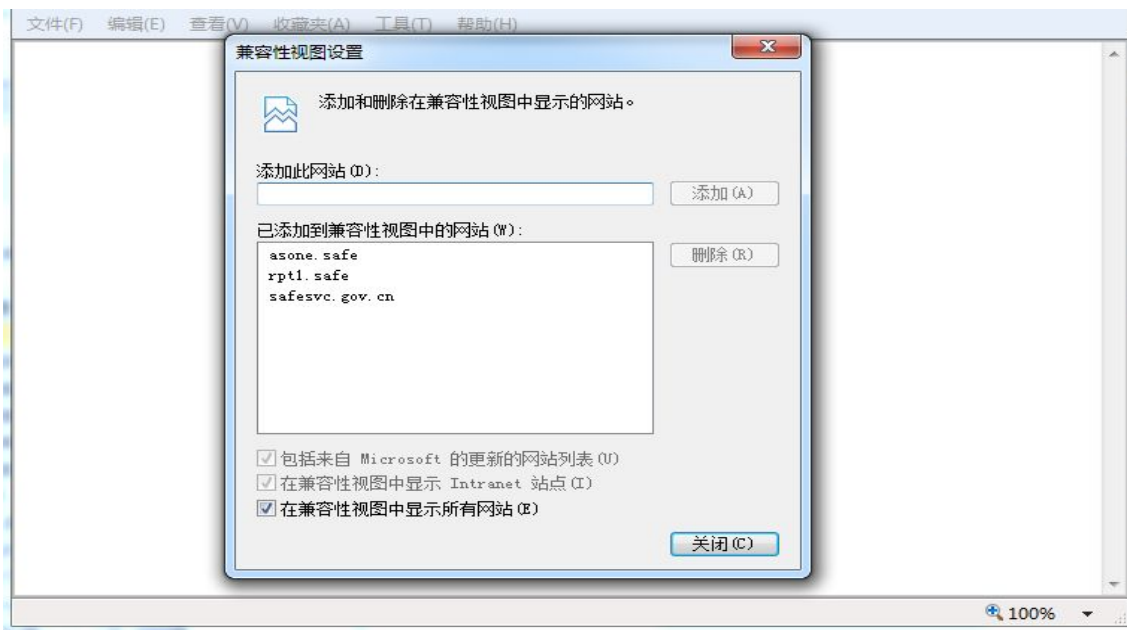 文件(F) 编辑(E) 查看(V) 收藏夹(A) 工具(T) 帮助(H)
兼容性视图设置
添加和删除在兼容性视图中显示的网站。
添加此网站(D):
添加(A)
已添加到兼容性视图中的网站(W):
asone.safe
rpt1.safe
safesvc.gov.cn
删除(R)
包括来自 Microsoft 的更新的网站列表(U)
在兼容性视图中显示 Intranet 站点(I)
在兼容性视图中显示所有网站(E)
关闭(C)
100%